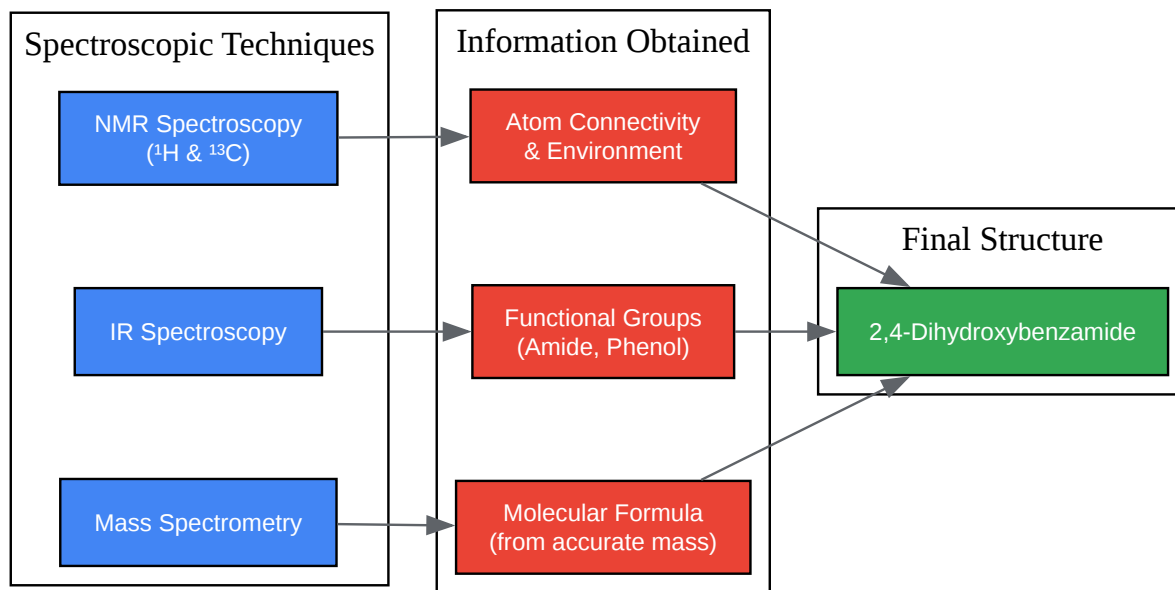 Spectroscopic Techniques
NMR Spectroscopy
(¹H & ¹³C)
IR Spectroscopy
Mass Spectrometry
Information Obtained
Atom Connectivity
& Environment
Functional Groups
(Amide, Phenol)
Molecular Formula
(from accurate mass)
Final Structure
2,4-Dihydroxybenzamide